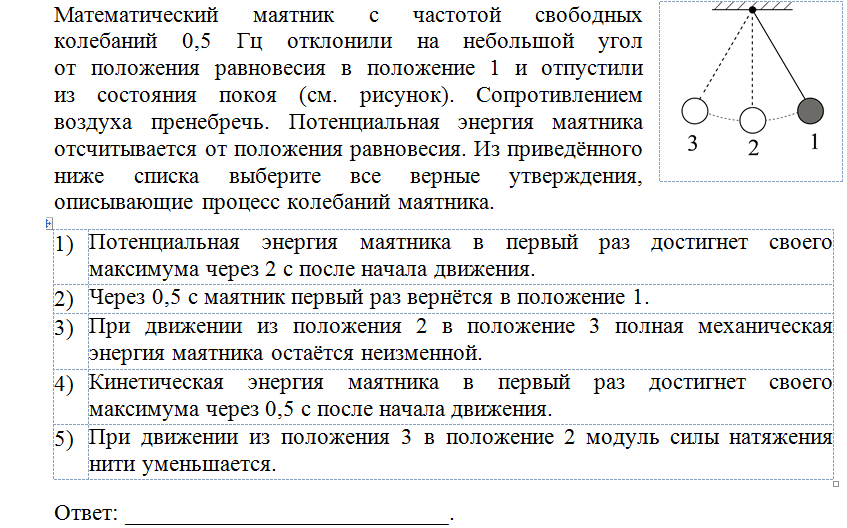 Математический маятник с частотой свободных
колебаний 0,5 Гц отклонили на небольшой угол
от положения равновесия в положение 1 и отпустили
из состояния покоя (см. рисунок). Сопротивлением
воздуха пренебречь. Потенциальная энергия маятника
отсчитывается от положения равновесия. Из приведённого
ниже списка выберите все верные утверждения,
описывающие процесс колебаний маятника.
3 2 1
1) Потенциальная энергия маятника в первый раз достигнет своего
максимума через 2 с после начала движения.
2) Через 0,5 с маятник первый раз вернётся в положение 1.
3) При движении из положения 2 в положение 3 полная механическая
энергия маятника остаётся неизменной.
4) Кинетическая энергия маятника в первый раз достигнет своего
максимума через 0,5 с после начала движения.
5) При движении из положения 3 в положение 2 модуль силы натяжения
нити уменьшается.
Ответ: ____________________________.